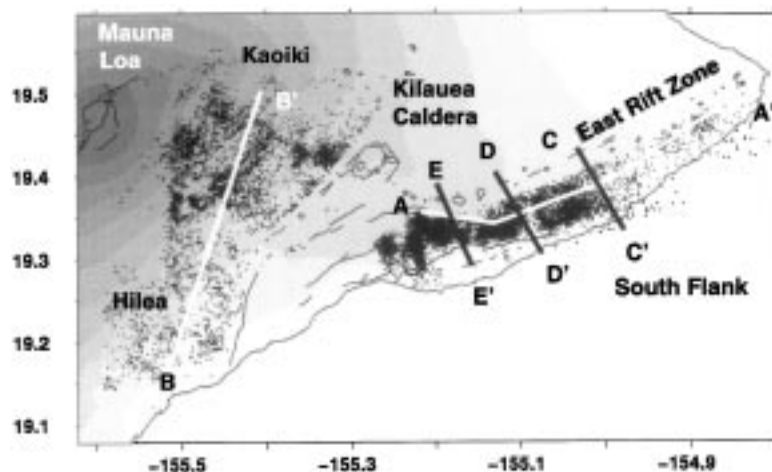 Mauna
Loa
Kaoiki
B'
Kilauea
Caldera
East Rift Zone
A'
C
D
E
A
C'
D'
E'
South Flank
Hilea
B
19.5
19.4
19.3
19.2
19.1
-155.5
-155.3
-155.1
-154.9